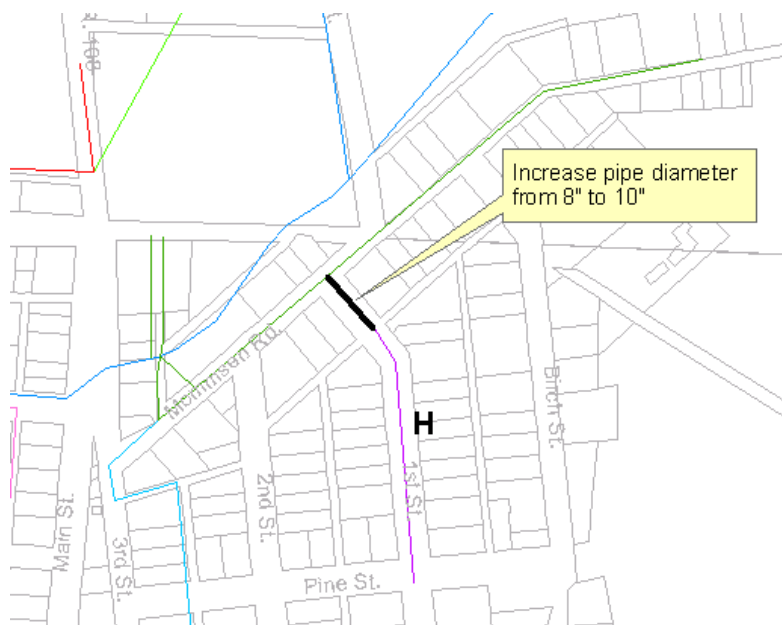 Increase pipe diameter
from 8" to 10"
Rd.
Birch St.
H
1st St.
2nd St.
Main St.
3rd St.
Pine St.